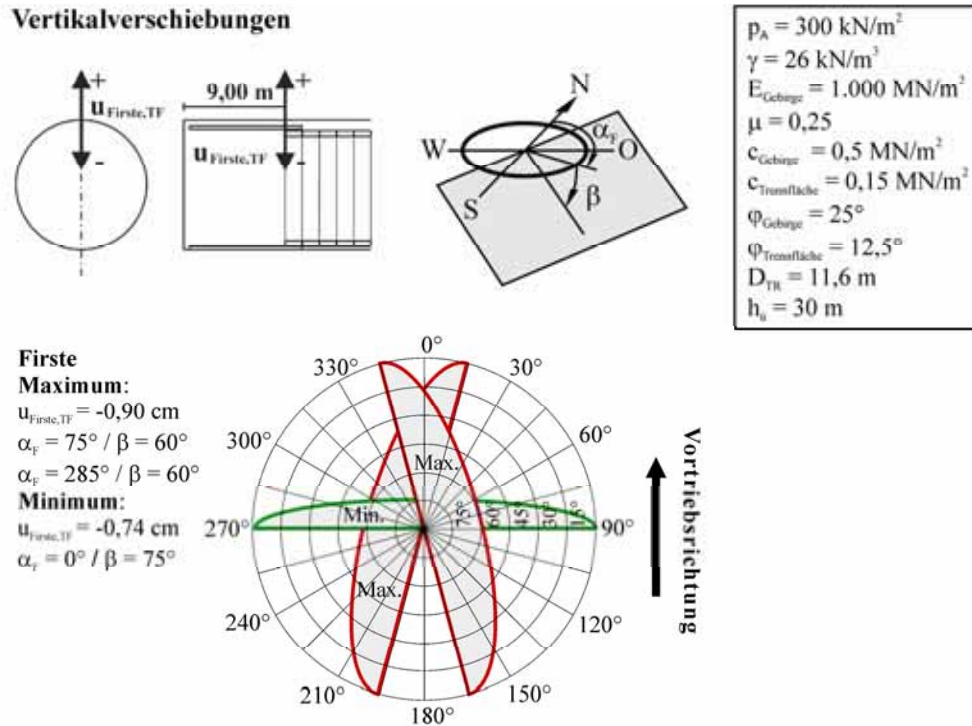 Vertikalverschiebungen
+
u Firste,TF
-
9,00 m
+
u Firste,TF
-
N
α_F
W
O
S
β
p_A = 300 kN/m²
γ = 26 kN/m³
E_Gebirge = 1.000 MN/m²
μ = 0,25
c_Gebirge = 0,5 MN/m²
c_Trennfläche = 0,15 MN/m²
φ_Gebirge = 25°
φ_Trennfläche = 12,5°
D_TR = 11,6 m
h_ü = 30 m
Firste
Maximum:
u_Firste,TF = -0,90 cm
α_F = 75° / β = 60°
α_F = 285° / β = 60°
Minimum:
u_Firste,TF = -0,74 cm
α_F = 0° / β = 75°
0°
30°
60°
90°
120°
150°
180°
210°
240°
270°
300°
330°
Max.
Min.
Max.
75°
60°
45°
30°
15°
Vortriebsrichtung